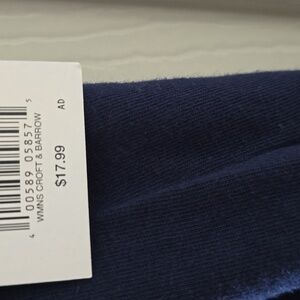 4 00589 05857 5
WMNS CROFT & BARROW
$17.99 AD